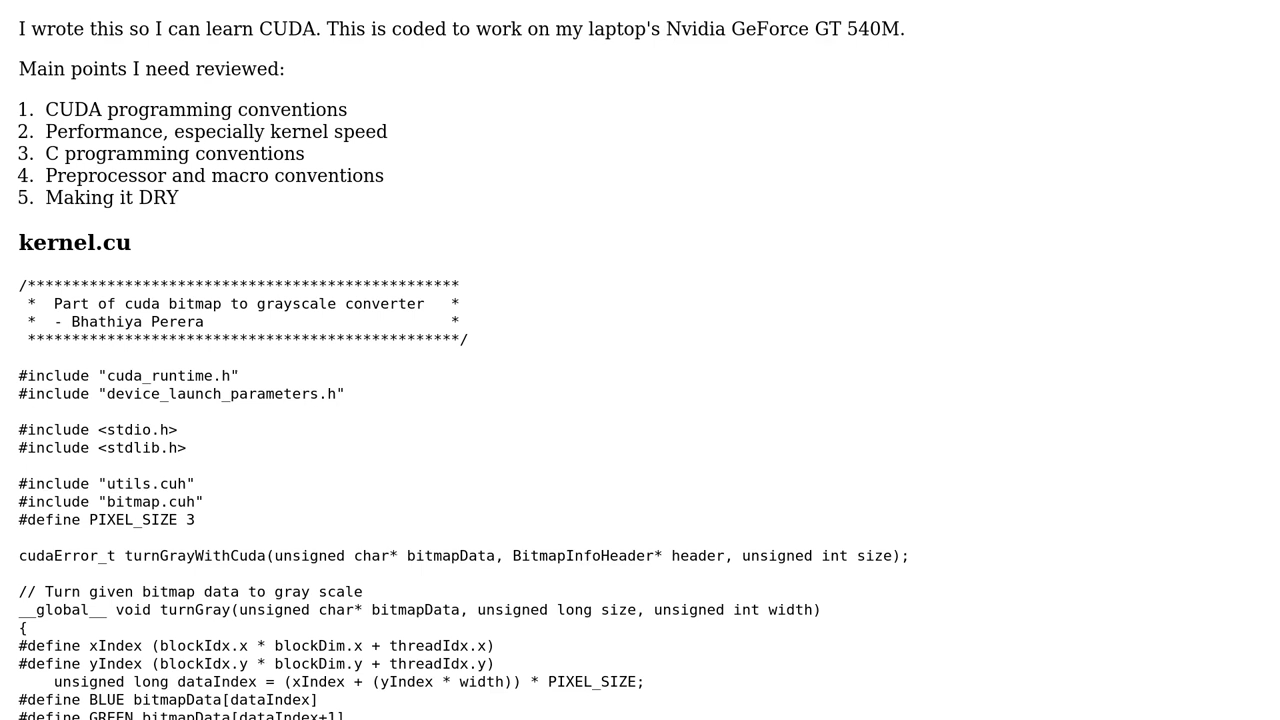 I wrote this so I can learn CUDA. This is coded to work on my laptop's Nvidia GeForce GT 540M.
Main points I need reviewed:
1. CUDA programming conventions
2. Performance, especially kernel speed
3. C programming conventions
4. Preprocessor and macro conventions
5. Making it DRY
kernel.cu
/*************************************************
 *  Part of cuda bitmap to grayscale converter   *
 *  - Bhathiya Perera                            *
 *************************************************/
#include "cuda_runtime.h"
#include "device_launch_parameters.h"
#include <stdio.h>
#include <stdlib.h>
#include "utils.cuh"
#include "bitmap.cuh"
#define PIXEL_SIZE 3
cudaError_t turnGrayWithCuda(unsigned char* bitmapData, BitmapInfoHeader* header, unsigned int size);
// Turn given bitmap data to gray scale
__global__ void turnGray(unsigned char* bitmapData, unsigned long size, unsigned int width)
{
#define xIndex (blockIdx.x * blockDim.x + threadIdx.x)
#define yIndex (blockIdx.y * blockDim.y + threadIdx.y)
    unsigned long dataIndex = (xIndex + (yIndex * width)) * PIXEL_SIZE;
#define BLUE bitmapData[dataIndex]
#define GREEN bitmapData[dataIndex+1]